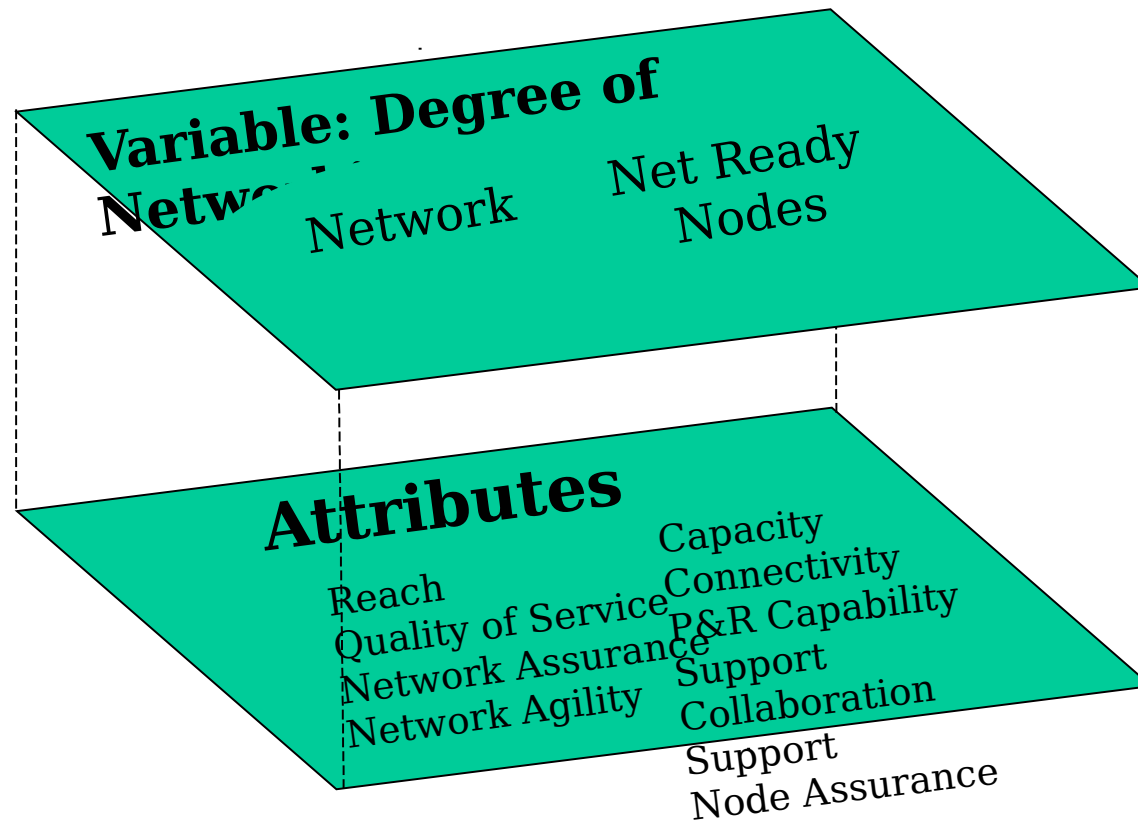 Variable: Degree of
Network
Net Ready
Nodes
Attributes
Reach
Quality of Service
Network Assurance
Network Agility
Capacity
Connectivity
P&R Capability
Support
Collaboration
Support
Node Assurance